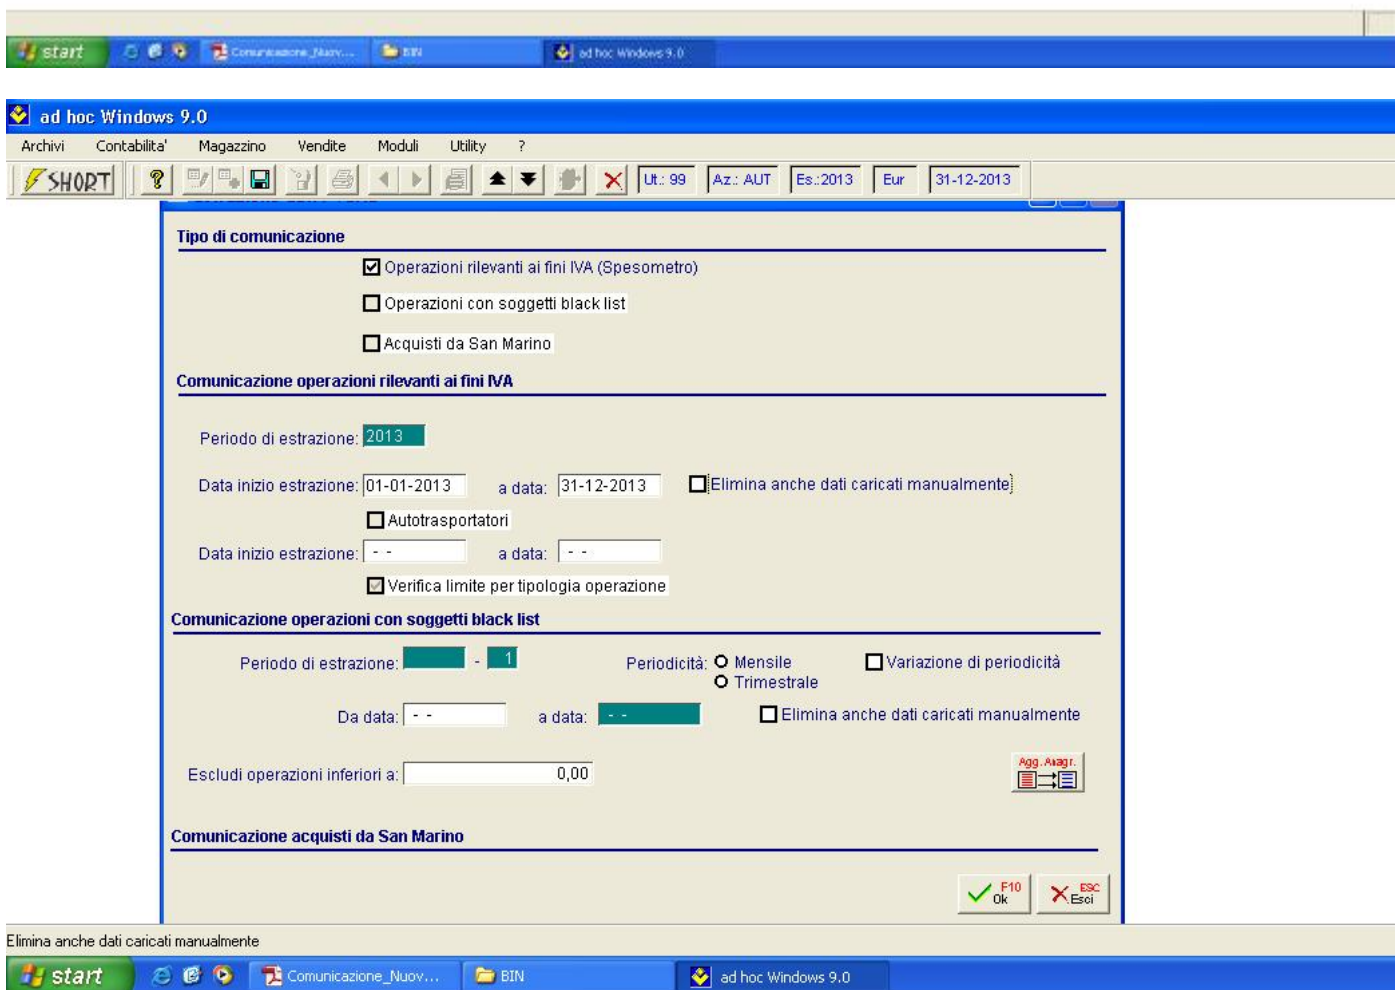 start Comunicazione_Nuov... BIN ad hoc Windows 9.0
ad hoc Windows 9.0
Archivi Contabilita' Magazzino Vendite Moduli Utility ?
SHORT ? Ut.: 99 Az.: AUT Es.:2013 Eur 31-12-2013
Tipo di comunicazione
Operazioni rilevanti ai fini IVA (Spesometro)
Operazioni con soggetti black list
Acquisti da San Marino
Comunicazione operazioni rilevanti ai fini IVA
Periodo di estrazione: 2013
Data inizio estrazione: 01-01-2013 a data: 31-12-2013 Elimina anche dati caricati manualmente
Autotrasportatori
Data inizio estrazione: - - a data: - -
Verifica limite per tipologia operazione
Comunicazione operazioni con soggetti black list
Periodo di estrazione: - 1 Periodicità: Mensile Variazione di periodicità
Trimestrale
Da data: - - a data: - - Elimina anche dati caricati manualmente
Escludi operazioni inferiori a: 0,00 Agg. Anagr.
Comunicazione acquisti da San Marino
F10 Ok ESC Esci
Elimina anche dati caricati manualmente
start Comunicazione_Nuov... BIN ad hoc Windows 9.0